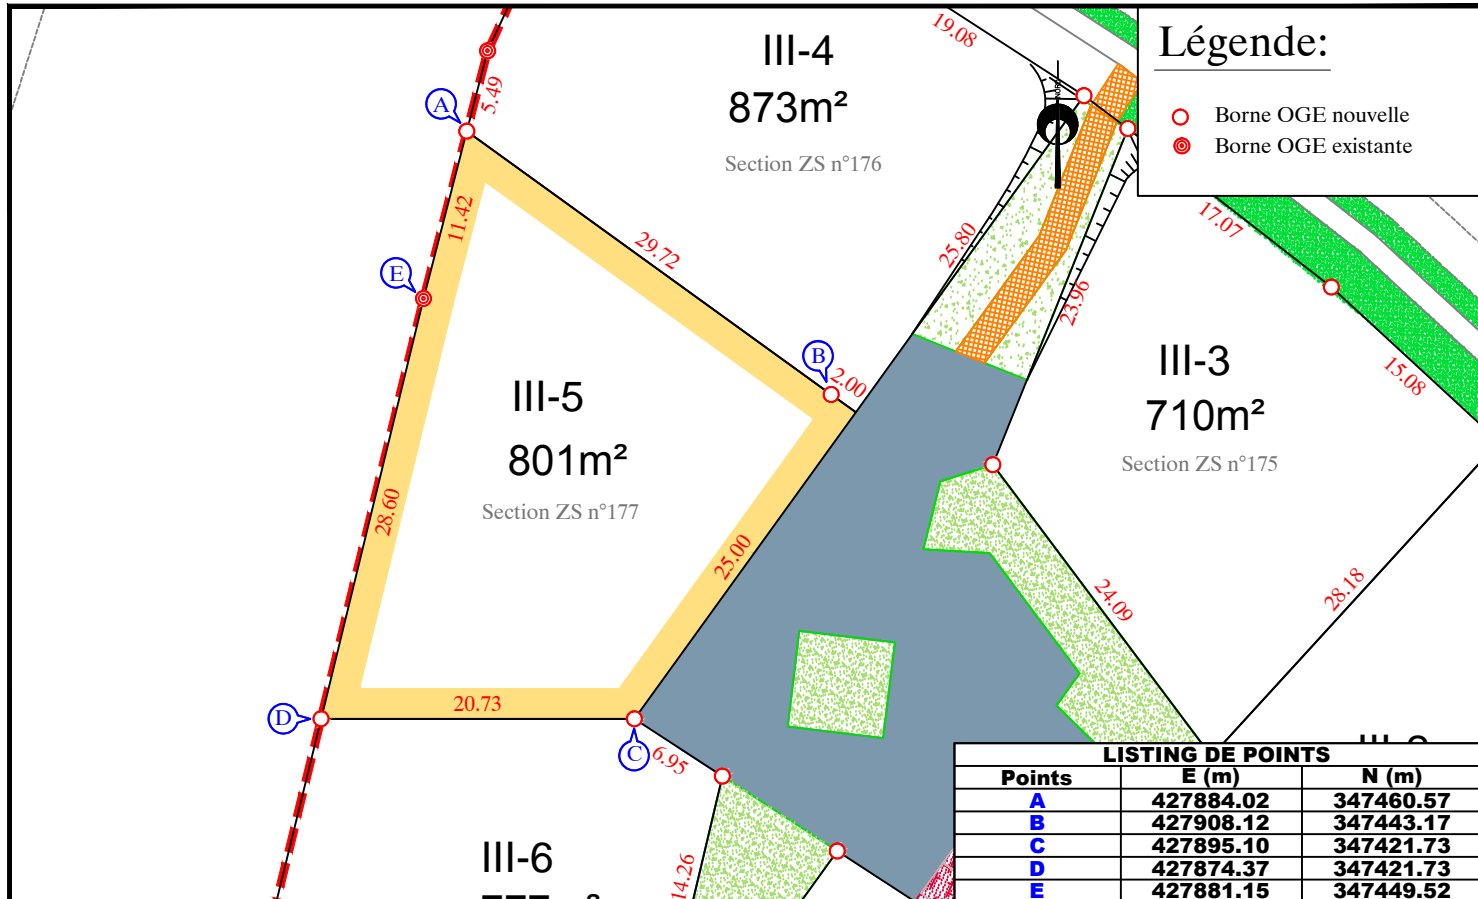 19.08
III-4
873m²
Section ZS n°176
5.49
A
Légende:
Borne OGE nouvelle
Borne OGE existante
NORD
11.42
29.72
25.80
17.07
E
23.96
B
2.00
III-3
710m²
Section ZS n°175
15.08
III-5
801m²
Section ZS n°177
28.60
25.00
24.09
28.18
20.73
D
C
6.95
III-6
14.26
LISTING DE POINTS
Points E (m) N (m)
A 427884.02 347460.57
B 427908.12 347443.17
C 427895.10 347421.73
D 427874.37 347421.73
E 427881.15 347449.52